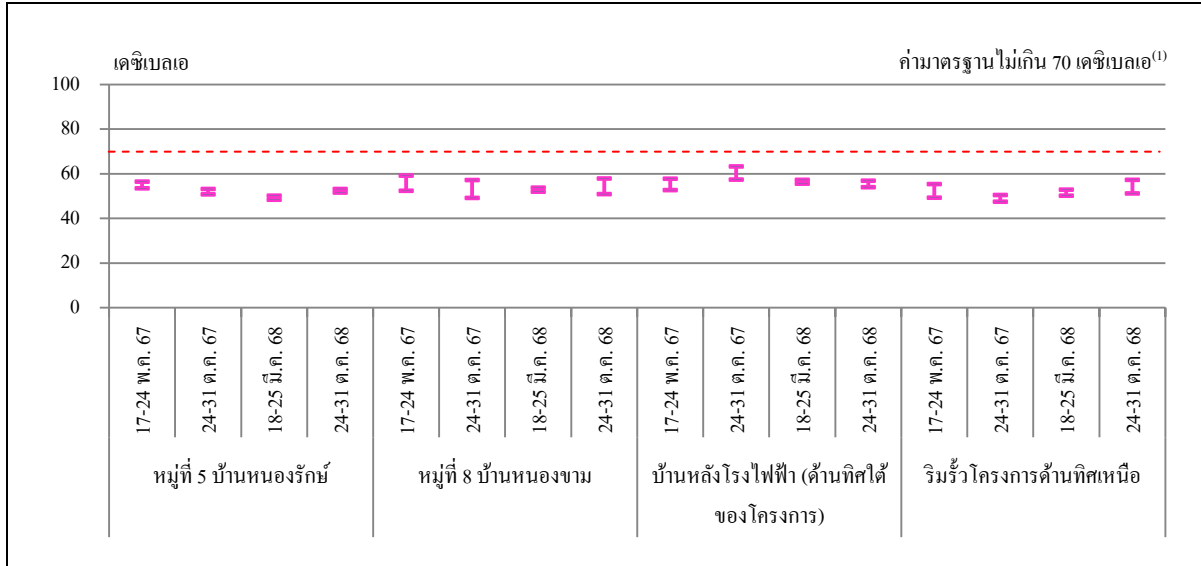 เดซิเบลเอ
ค่ามาตรฐานไม่เกิน 70 เดซิเบลเอ(1)
100
80
60
40
20
0
17-24 พ.ค. 67
24-31 ต.ค. 67
18-25 มี.ค. 68
24-31 ต.ค. 68
17-24 พ.ค. 67
24-31 ต.ค. 67
18-25 มี.ค. 68
24-31 ต.ค. 68
17-24 พ.ค. 67
24-31 ต.ค. 67
18-25 มี.ค. 68
24-31 ต.ค. 68
17-24 พ.ค. 67
24-31 ต.ค. 67
18-25 มี.ค. 68
24-31 ต.ค. 68
หมู่ที่ 5 บ้านหนองรักษ์
หมู่ที่ 8 บ้านหนองขาม
บ้านหลังโรงไฟฟ้า (ด้านทิศใต้
ของโครงการ)
ริมรั้วโครงการด้านทิศเหนือ